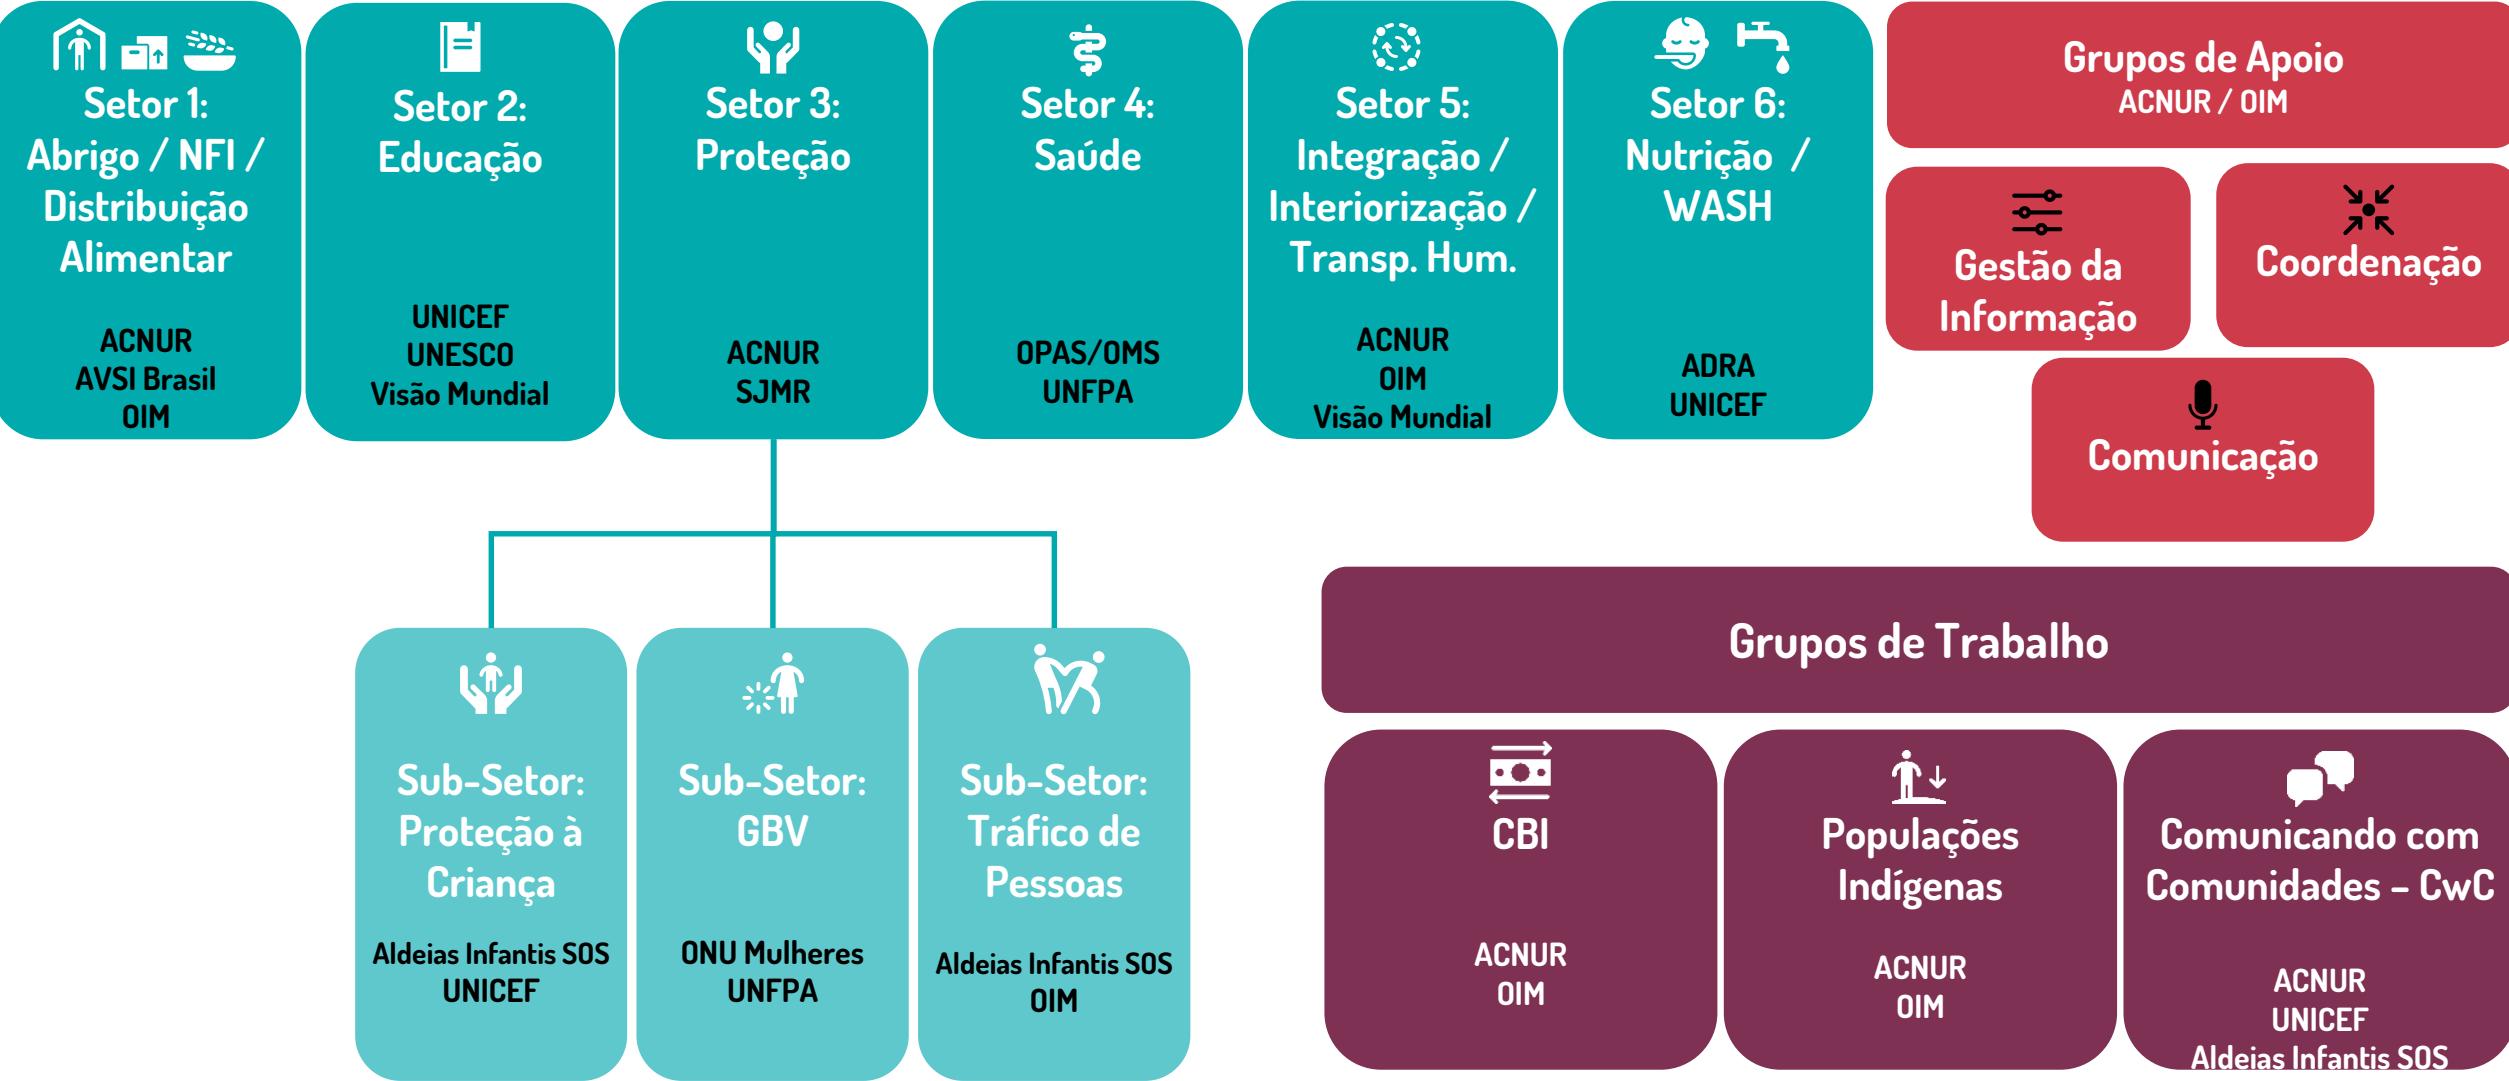 Setor 1:
Abrigo / NFI /
Distribuição
Alimentar
ACNUR
AVSI Brasil
OIM
Setor 2:
Educação
UNICEF
UNESCO
Visão Mundial
Setor 3:
Proteção
ACNUR
SJMR
Setor 4:
Saúde
OPAS/OMS
UNFPA
Setor 5:
Integração /
Interiorização /
Transp. Hum.
ACNUR
OIM
Visão Mundial
Setor 6:
Nutrição /
WASH
ADRA
UNICEF
Grupos de Apoio
ACNUR / OIM
Gestão da
Informação
Coordenação
Comunicação
Sub-Setor:
Proteção à
Criança
Aldeias Infantis SOS
UNICEF
Sub-Setor:
GBV
ONU Mulheres
UNFPA
Sub-Setor:
Tráfico de
Pessoas
Aldeias Infantis SOS
OIM
Grupos de Trabalho
CBI
ACNUR
OIM
Populações
Indígenas
ACNUR
OIM
Comunicando com
Comunidades – CwC
ACNUR
UNICEF
Aldeias Infantis SOS